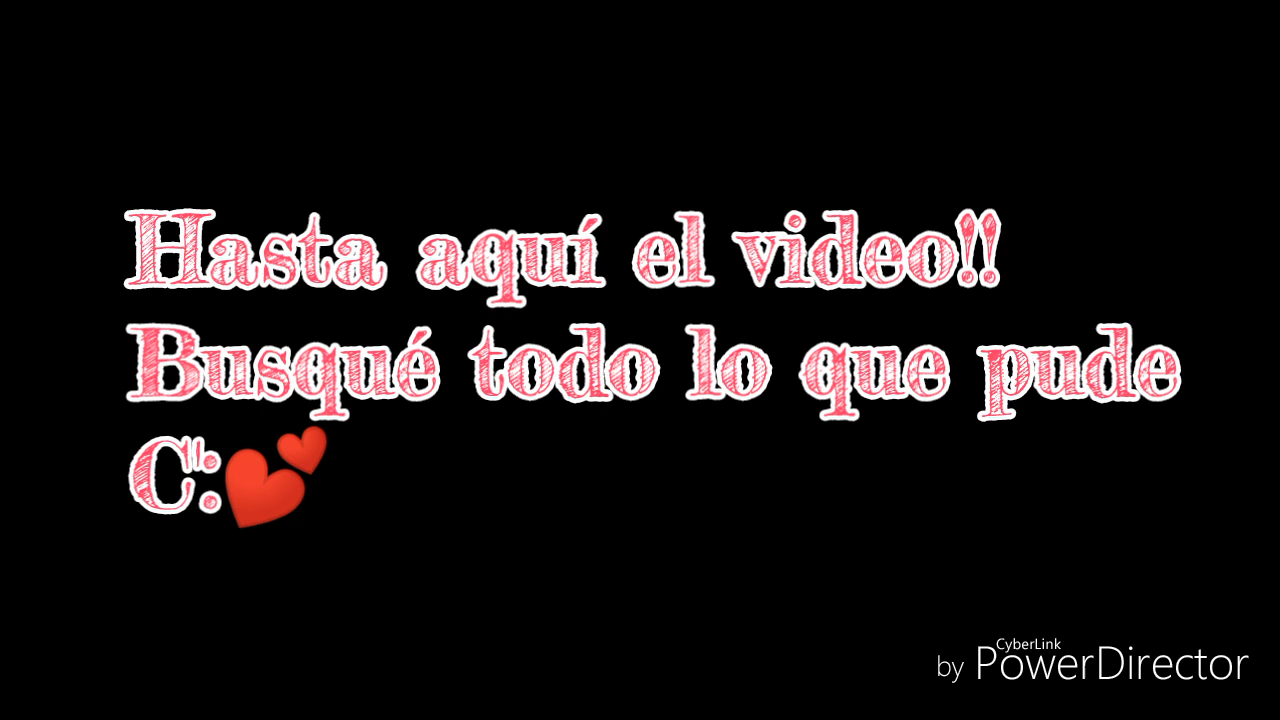 Hasta aquí el video!!
Busqué todo lo que pude
C":💕
CyberLink
by PowerDirector